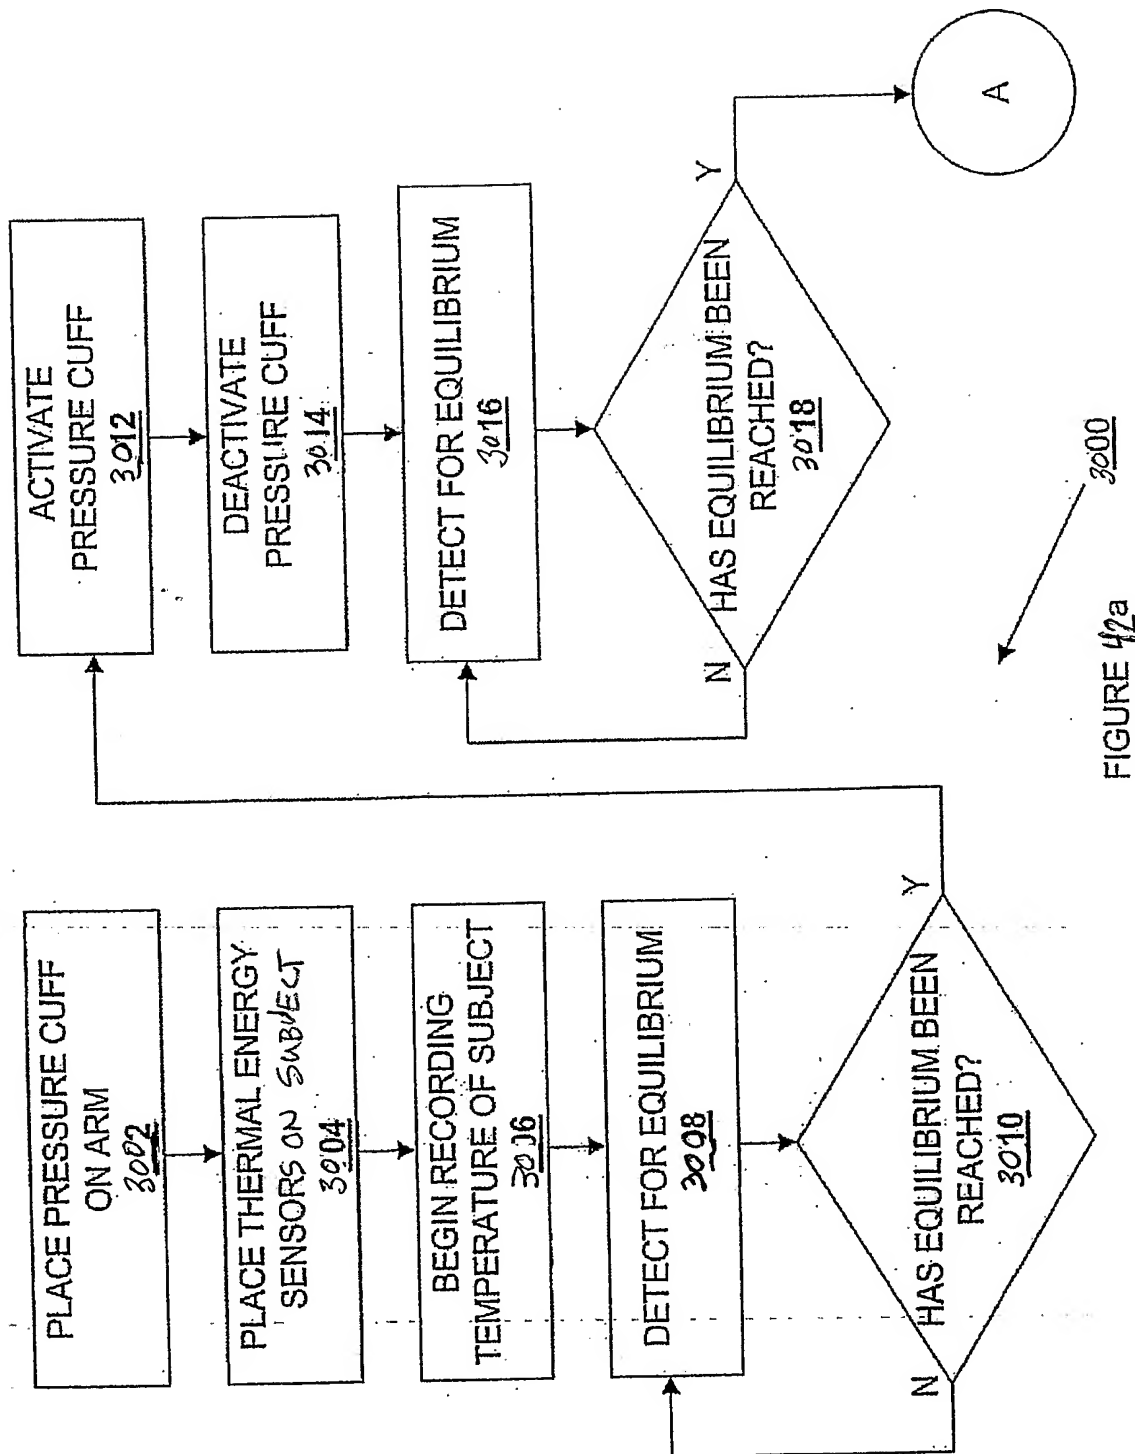 PLACE PRESSURE CUFF
ON ARM
3002
PLACE THERMAL ENERGY
SENSORS ON SUBJECT
3004
BEGIN RECORDING
TEMPERATURE OF SUBJECT
3006
DETECT FOR EQUILIBRIUM
3008
HAS EQUILIBRIUM BEEN
REACHED?
3010
N
Y
ACTIVATE
PRESSURE CUFF
3012
DEACTIVATE
PRESSURE CUFF
3014
DETECT FOR EQUILIBRIUM
3016
HAS EQUILIBRIUM BEEN
REACHED?
3018
N
Y
A
3000
FIGURE 42a